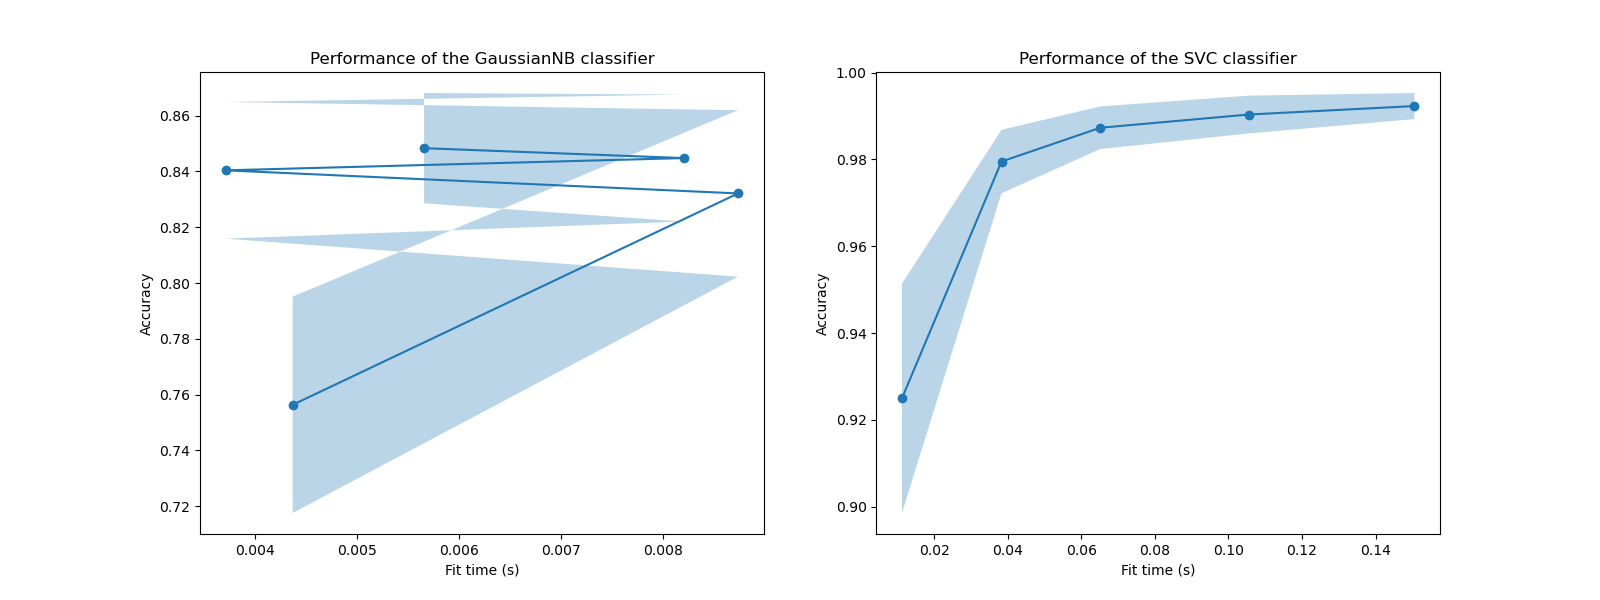 Performance of the GaussianNB classifier
Accuracy
0.86
0.84
0.82
0.80
0.78
0.76
0.74
0.72
0.004 0.005 0.006 0.007 0.008
Fit time (s)
Performance of the SVC classifier
Accuracy
1.00
0.98
0.96
0.94
0.92
0.90
0.02 0.04 0.06 0.08 0.10 0.12 0.14
Fit time (s)